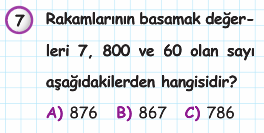 7 Rakamlarının basamak değer-
leri 7, 800 ve 60 olan sayı
aşağıdakilerden hangisidir?
A) 876 B) 867 C) 786